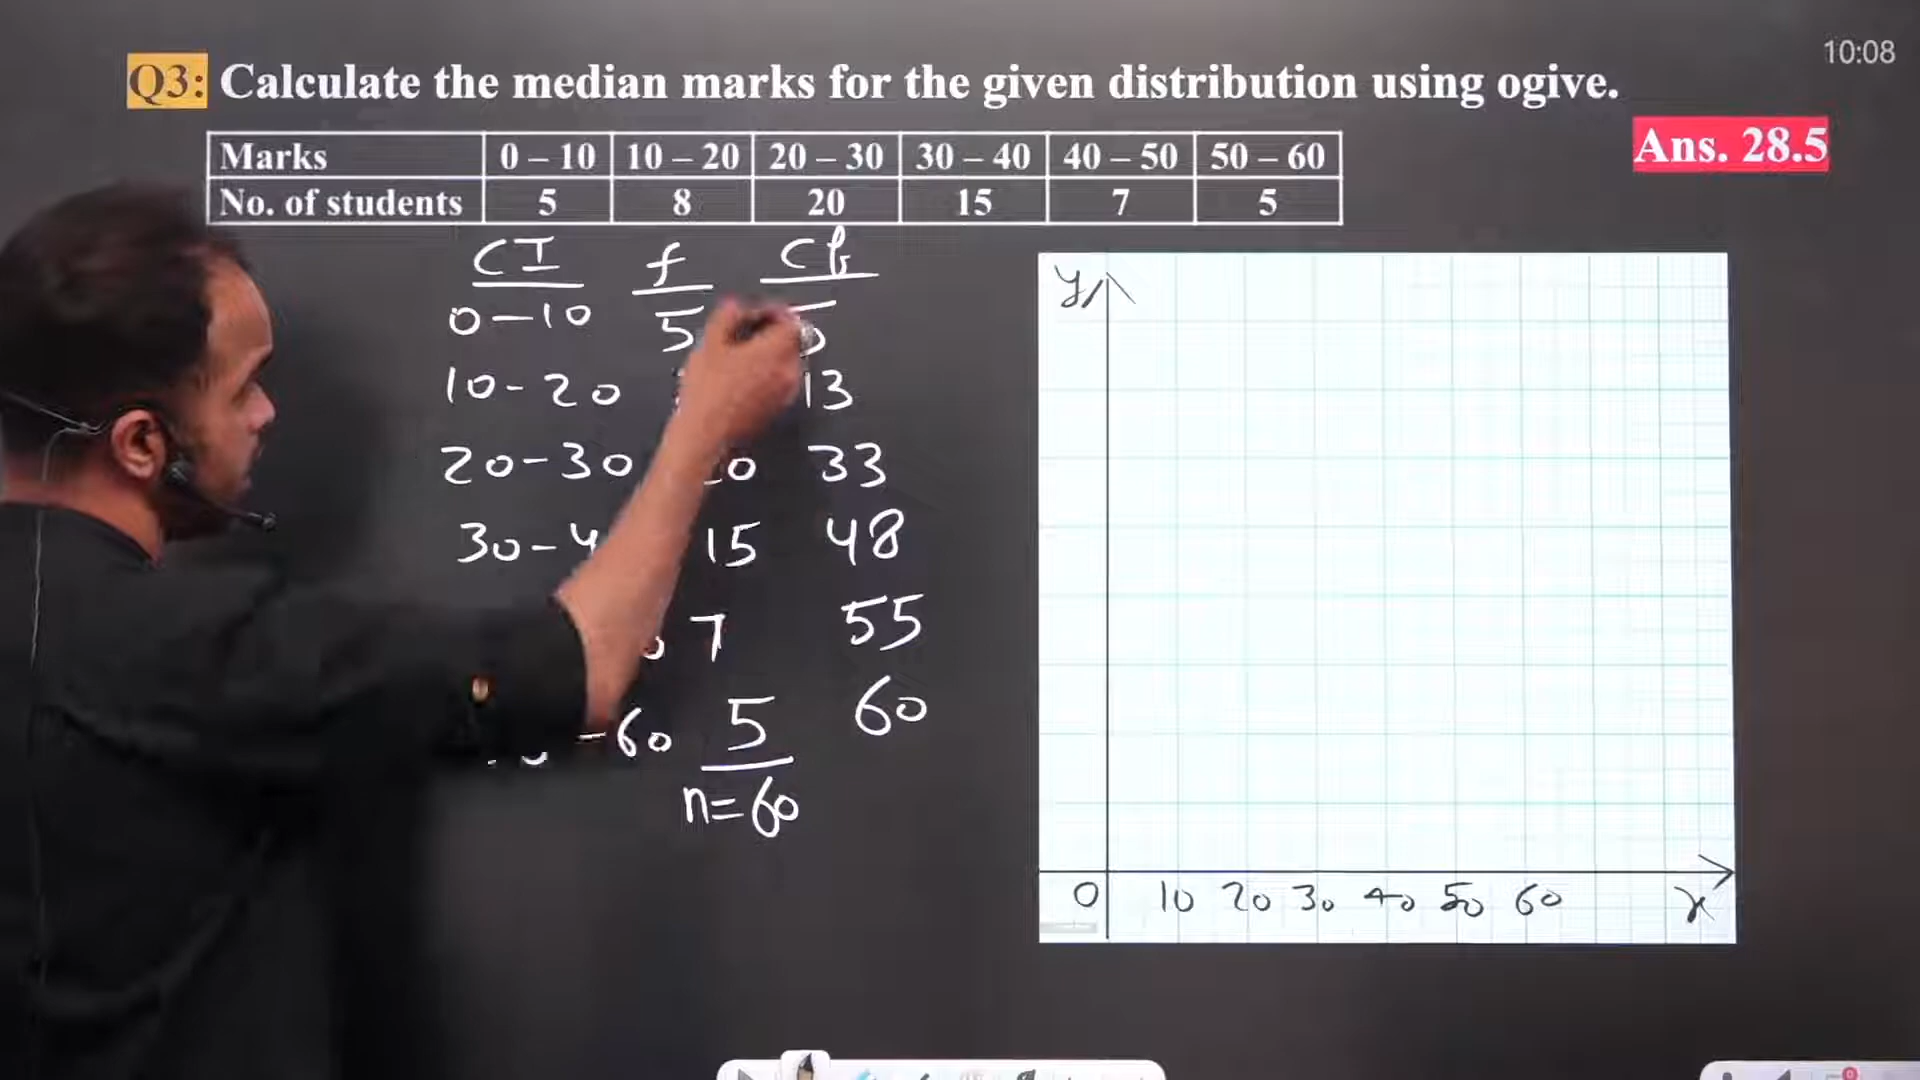 10:08
Q3: Calculate the median marks for the given distribution using ogive.
Ans. 28.5
Marks 0 – 10 10 – 20 20 – 30 30 – 40 40 – 50 50 – 60
No. of students 5 8 20 15 7 5
CI f Cf
0-10 5 5
10-20 13
20-30 33
30- 15 48
7 55
-60 5 60
n=60
y
0 10 20 30 40 50 60 x